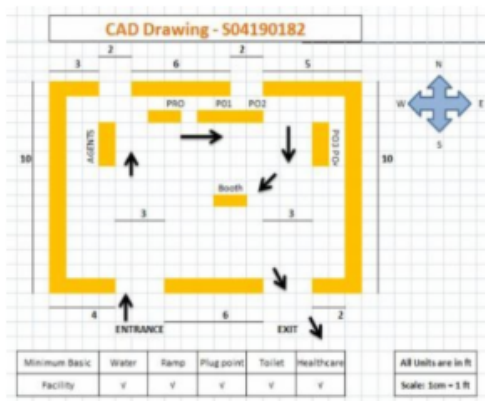 CAD Drawing - S04190182
2
2
3
6
5
N
PRO
PO1
PO2
W
E
AGENTS
S
10
10
Booth
3
3
4
ENTRANCE
6
EXIT
2
Minimum Basic
Water
Ramp
Plug point
Toilet
Healthcare
All Units are in ft
Facility
√
√
√
√
√
Scale: 1cm = 1 ft